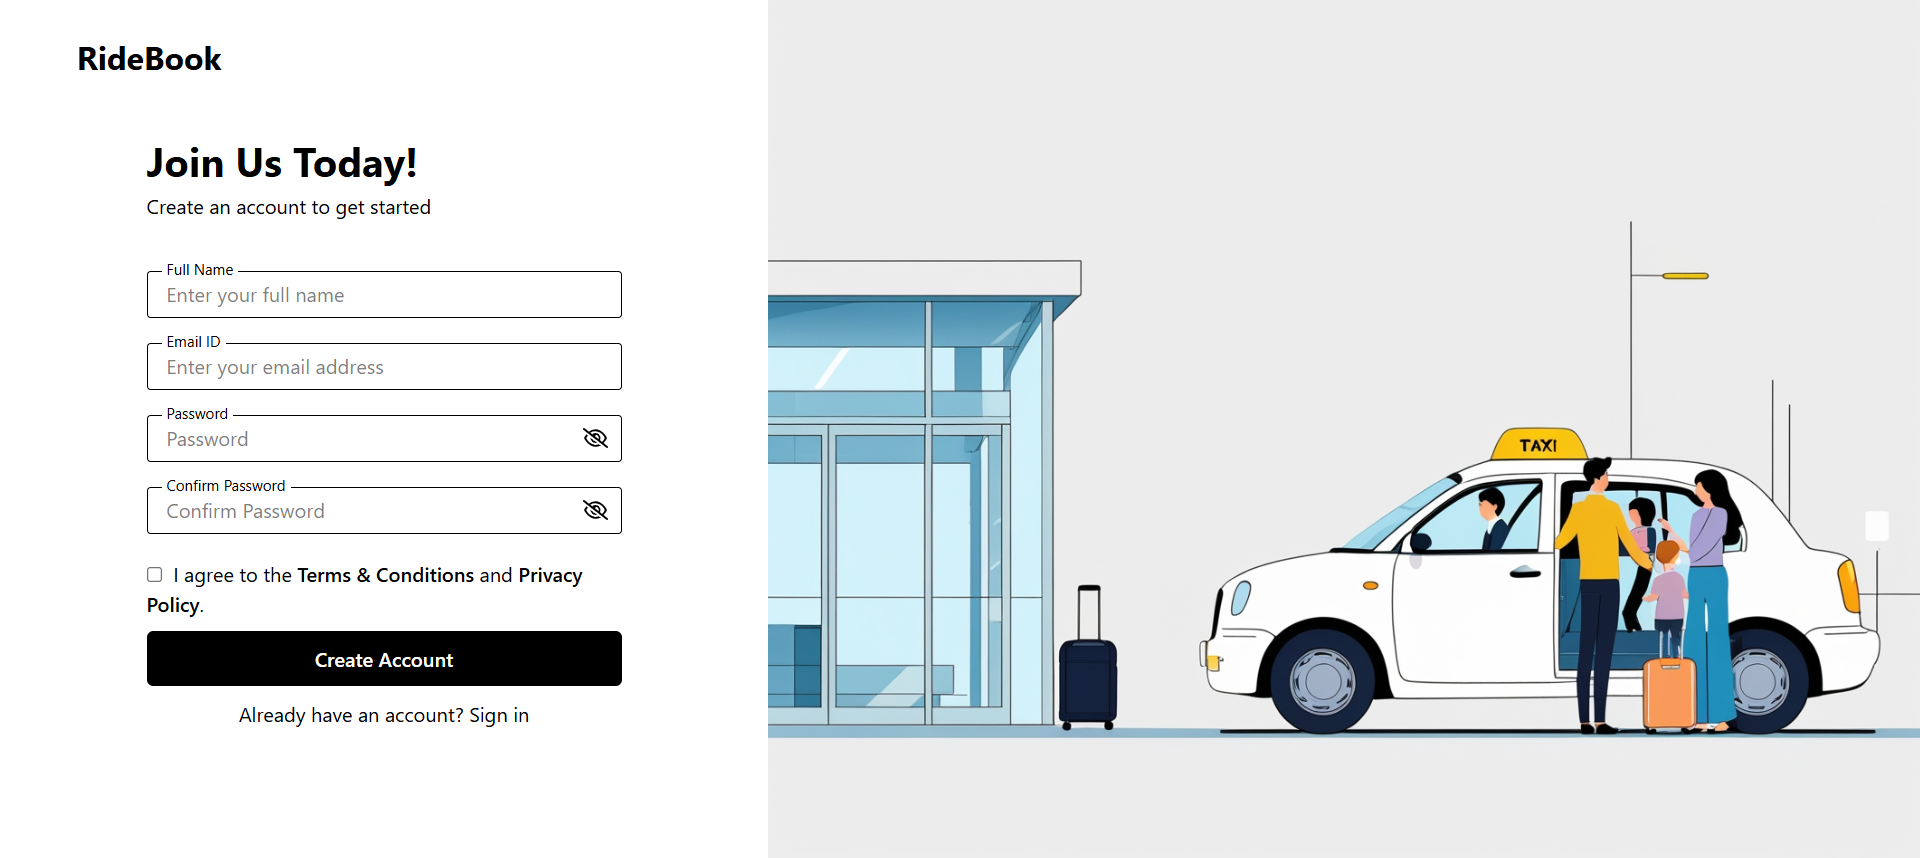 RideBook
Join Us Today!
Create an account to get started
Full Name
Enter your full name
Email ID
Enter your email address
Password
Password
Confirm Password
Confirm Password
I agree to the Terms & Conditions and Privacy
Policy.
Create Account
Already have an account? Sign in
TAXI